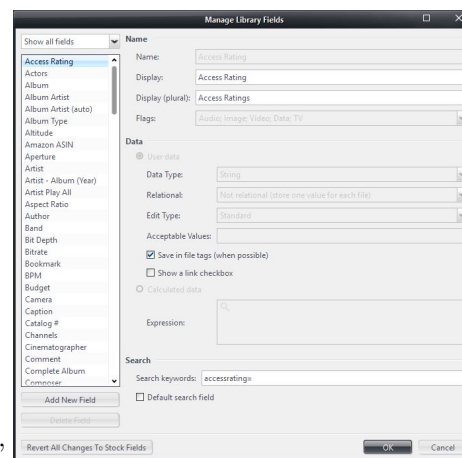 Manage Library Fields
Show all fields
Access Rating
Actors
Album
Album Artist
Album Artist (auto)
Album Type
Altitude
Amazon ASIN
Aperture
Artist
Artist - Album (Year)
Artist Play All
Aspect Ratio
Author
Band
Bit Depth
Bitrate
Bookmark
BPM
Budget
Camera
Caption
Catalog #
Channels
Cinematographer
Comment
Complete Album
Composer
Add New Field
Delete Field
Name
Name: Access Rating
Display: Access Rating
Display (plural): Access Ratings
Flags: Audio; Image; Video; Data; TV
Data
User data
Data Type: String
Relational: Not relational (store one value for each file)
Edit Type: Standard
Acceptable Values:
Save in file tags (when possible)
Show a link checkbox
Calculated data
Expression:
Search
Search keywords: accessrating=
Default search field
, Revert All Changes To Stock Fields
OK Cancel